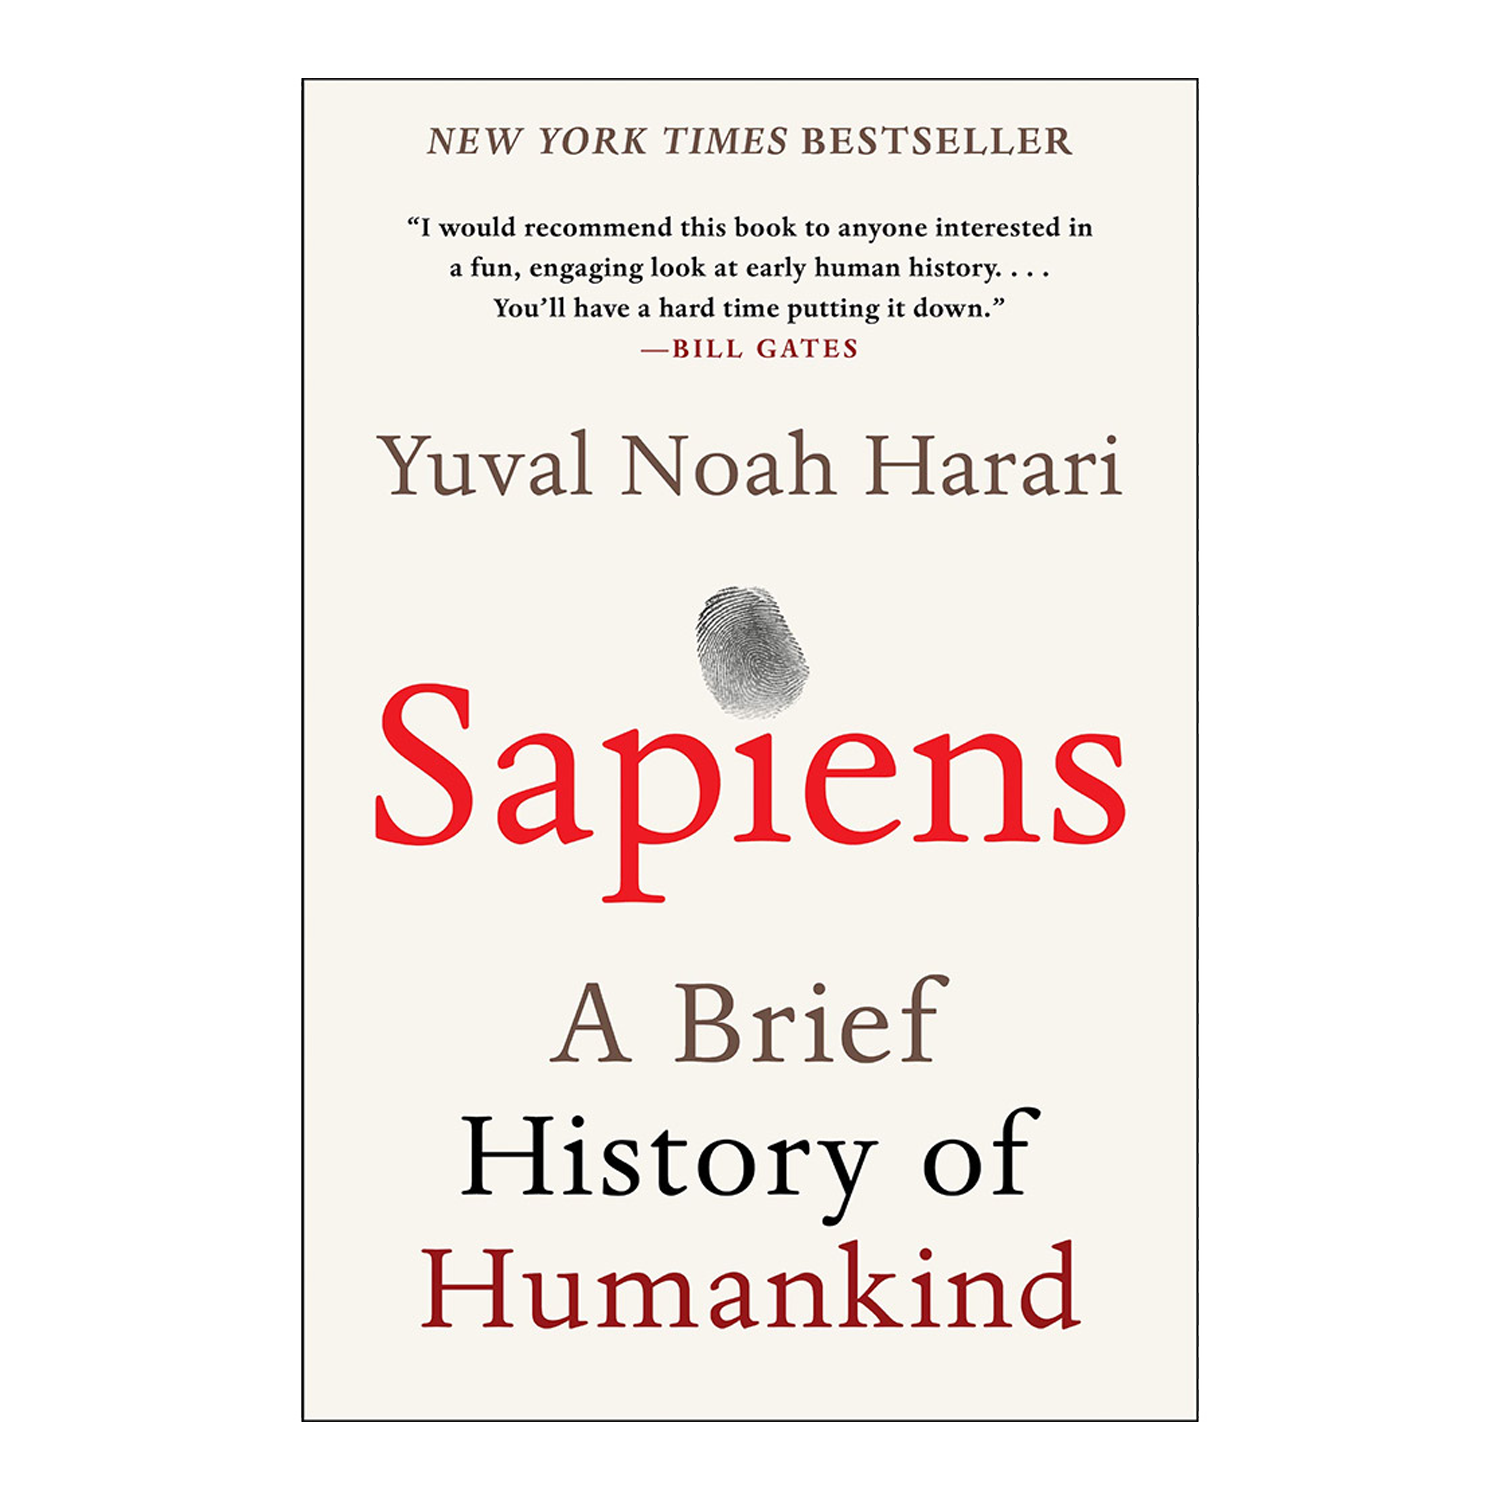 NEW YORK TIMES BESTSELLER
“I would recommend this book to anyone interested in
a fun, engaging look at early human history. . . .
You’ll have a hard time putting it down.”
—BILL GATES
Yuval Noah Harari
Sapiens
A Brief
History of
Humankind